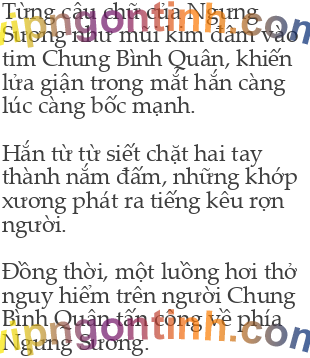 Từng câu chữ của Ngưng
Sương như mũi kim đâm vào
tim Chung Bình Quân, khiến
lửa giận trong mắt hắn càng
lúc càng bốc mạnh.
Hắn từ từ siết chặt hai tay
thành nắm đấm, những khớp
xương phát ra tiếng kêu rợn
người.
Đồng thời, một luồng hơi thở
nguy hiểm trên người Chung
Bình Quân tấn công về phía
Ngưng Sương.